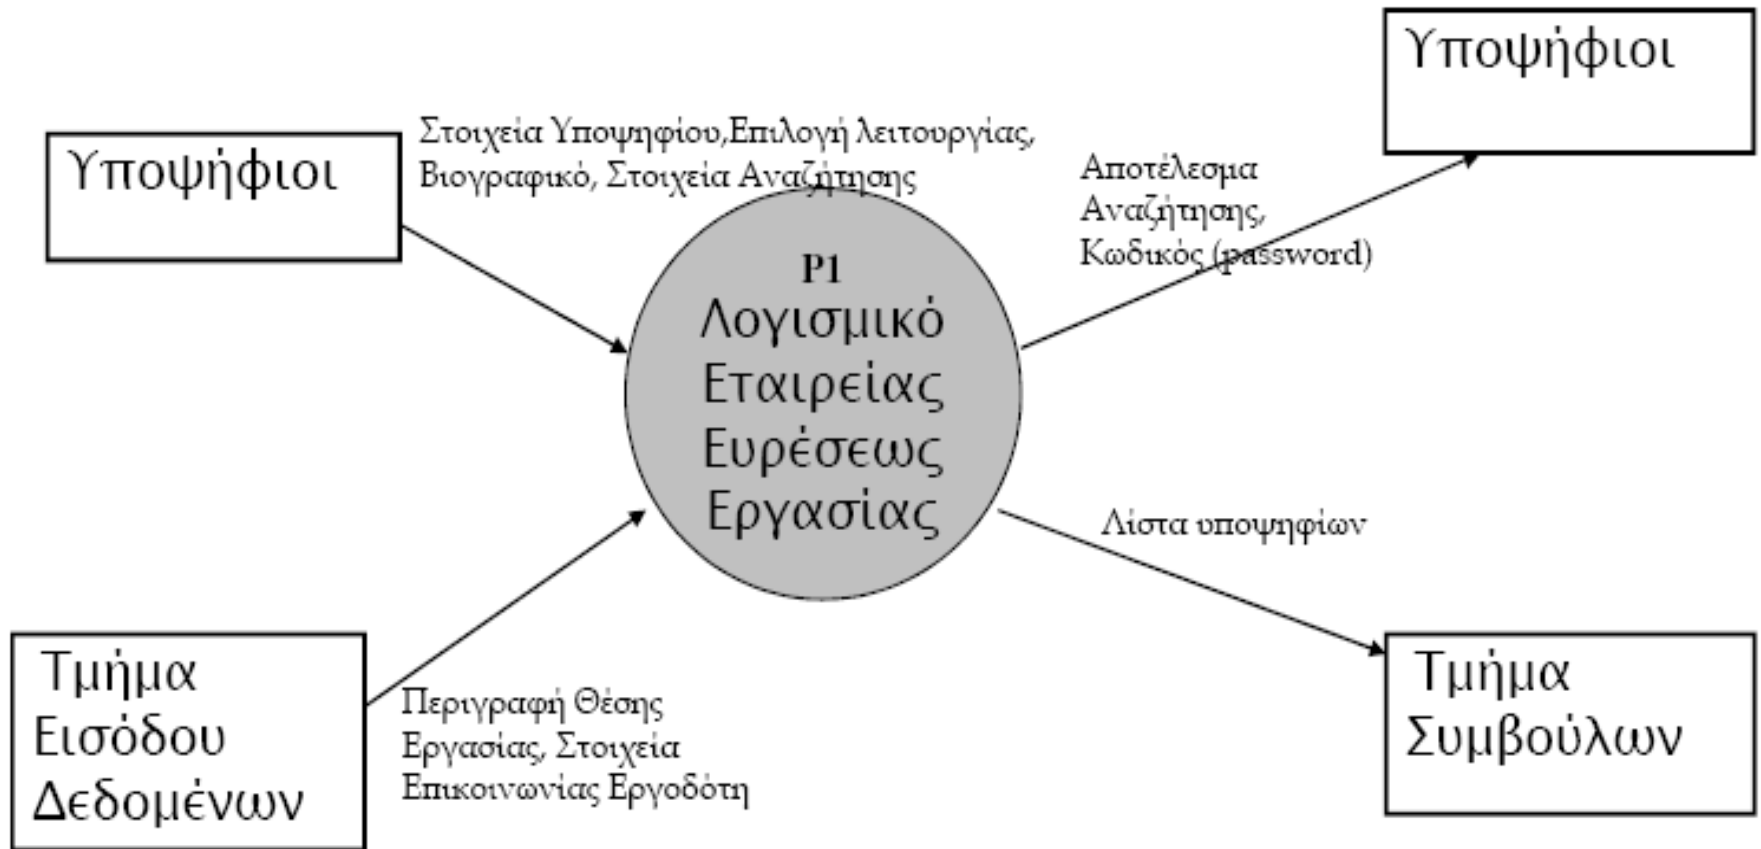 Υποψήφιοι
Στοιχεία Υποψηφίου,Επιλογή λειτουργίας,
Βιογραφικό, Στοιχεία Αναζήτησης
Υποψήφιοι
Αποτέλεσμα
Αναζήτησης,
Κωδικός (password)
P1
Λογισμικό
Εταιρείας
Ευρέσεως
Εργασίας
Λίστα υποψηφίων
Τμήμα
Εισόδου
Δεδομένων
Περιγραφή Θέσης
Εργασίας, Στοιχεία
Επικοινωνίας Εργοδότη
Τμήμα
Συμβούλων